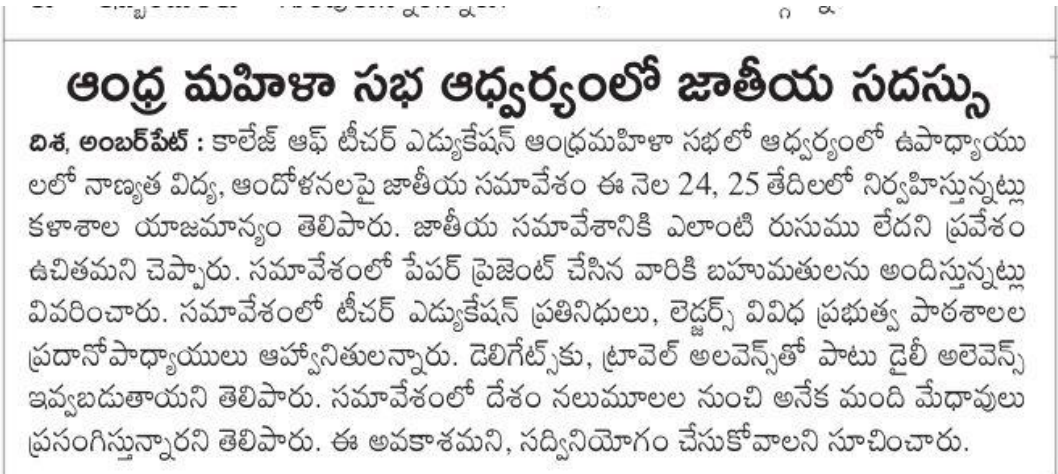 ఆంధ్ర మహిళా సభ ఆధ్వర్యంలో జాతీయ సదస్సు
దిశ, అంబర్‌పేట్ : కాలేజ్ ఆఫ్ టీచర్ ఎడ్యుకేషన్ ఆంధ్రమహిళా సభలో ఆధ్వర్యంలో ఉపాధ్యాయు
లలో నాణ్యత విద్య, ఆందోళనలపై జాతీయ సమావేశం ఈ నెల 24, 25 తేదిలలో నిర్వహిస్తున్నట్లు
కళాశాల యాజమాన్యం తెలిపారు. జాతీయ సమావేశానికి ఎలాంటి రుసుము లేదని ప్రవేశం
ఉచితమని చెప్పారు. సమావేశంలో పేపర్ ప్రెజెంట్ చేసిన వారికి బహుమతులను అందిస్తున్నట్లు
వివరించారు. సమావేశంలో టీచర్ ఎడ్యుకేషన్ ప్రతినిధులు, లెడ్జర్స్ వివిధ ప్రభుత్వ పాఠశాలల
ప్రదానోపాధ్యాయులు ఆహ్వానితులన్నారు. డెలిగేట్స్‌కు, ట్రావెల్ అలవెన్స్‌తో పాటు డైలీ అలెవెన్స్
ఇవ్వబడుతాయని తెలిపారు. సమావేశంలో దేశం నలుమూలల నుంచి అనేక మంది మేధావులు
ప్రసంగిస్తున్నారని తెలిపారు. ఈ అవకాశమని, సద్వినియోగం చేసుకోవాలని సూచించారు.